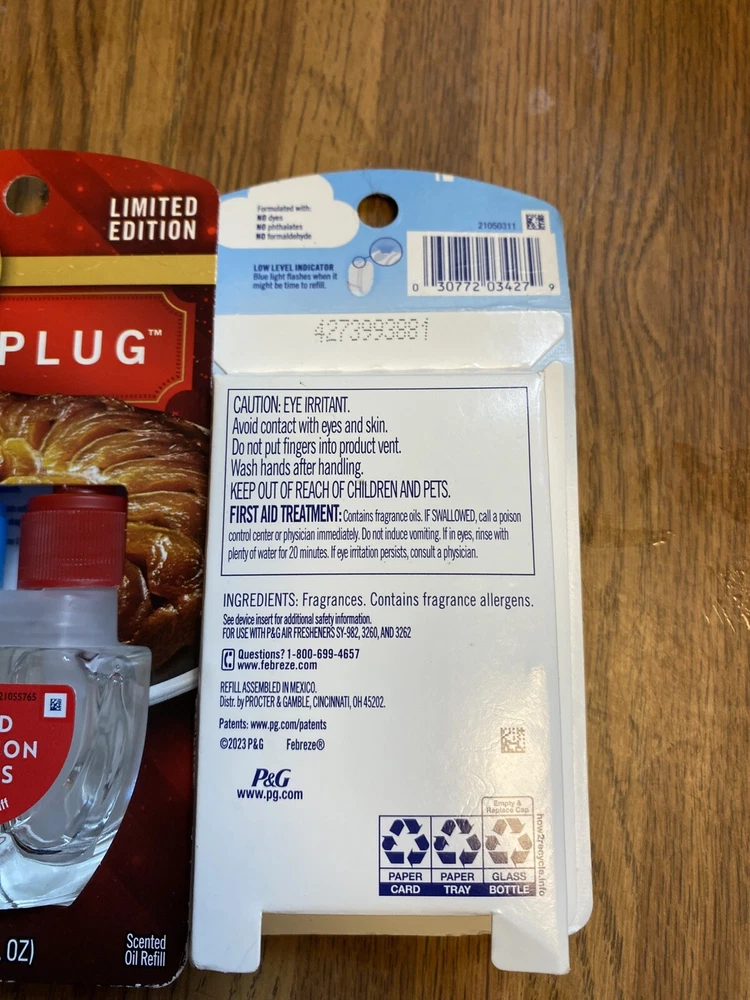 LIMITED
EDITION
PLUG™
21055765
D
ON
S
. OZ)
Scented
Oil Refill
Formulated with:
NO dyes
NO phthalates
NO formaldehyde
LOW LEVEL INDICATOR
Blue light flashes when it
might be time to refill.
21050311
0 30772 03427 9
4273993881
CAUTION: EYE IRRITANT.
Avoid contact with eyes and skin.
Do not put fingers into product vent.
Wash hands after handling.
KEEP OUT OF REACH OF CHILDREN AND PETS.
FIRST AID TREATMENT: Contains fragrance oils. IF SWALLOWED, call a poison
control center or physician immediately. Do not induce vomiting. If in eyes, rinse with
plenty of water for 20 minutes. If eye irritation persists, consult a physician.
INGREDIENTS: Fragrances. Contains fragrance allergens.
See device insert for additional safety information.
FOR USE WITH P&G AIR FRESHENERS SY-982, 3260, AND 3262
Questions? 1-800-699-4657
www.febreze.com
REFILL ASSEMBLED IN MEXICO.
Distr. by PROCTER & GAMBLE, CINCINNATI, OH 45202.
Patents: www.pg.com/patents
©2023 P&G Febreze®
P&G
www.pg.com
Empty &
Replace Cap
PAPER PAPER GLASS
CARD TRAY BOTTLE
how2recycle.info